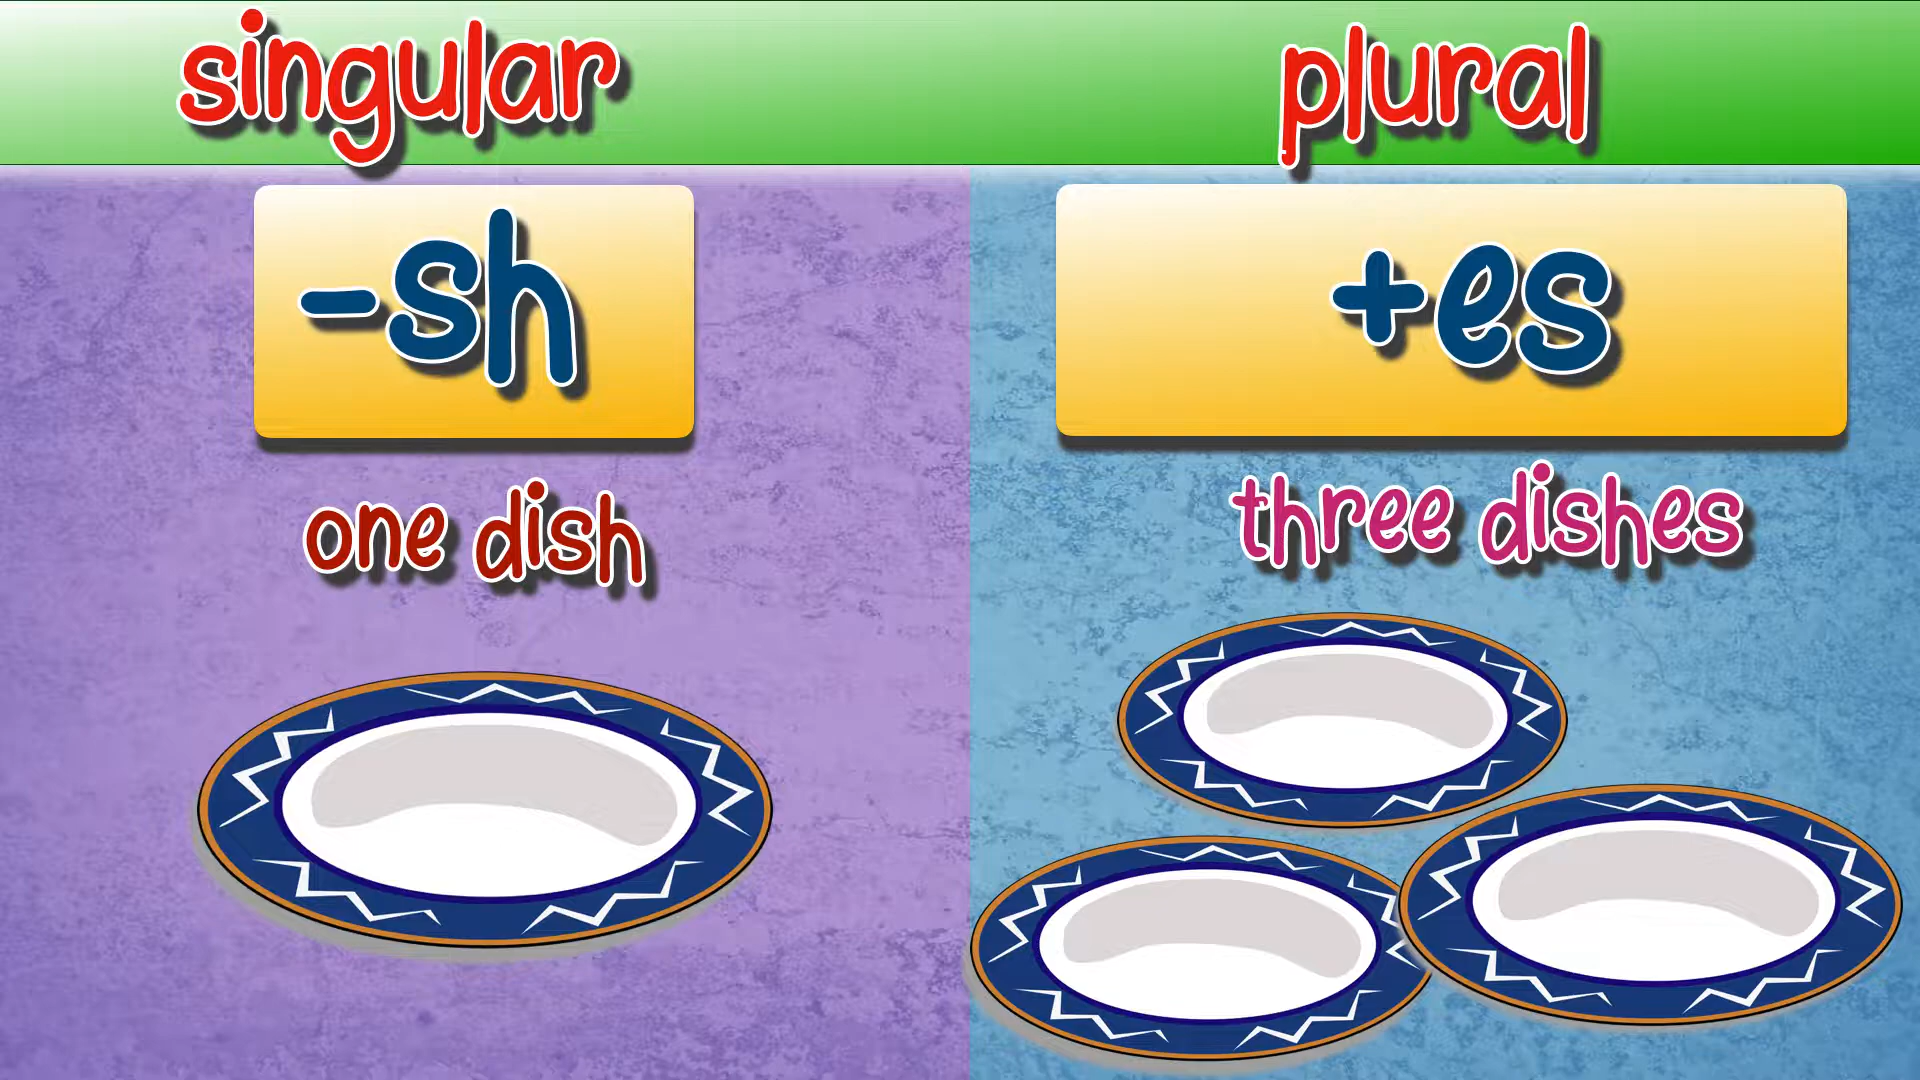 singular
plural
-sh
+es
one dish
three dishes